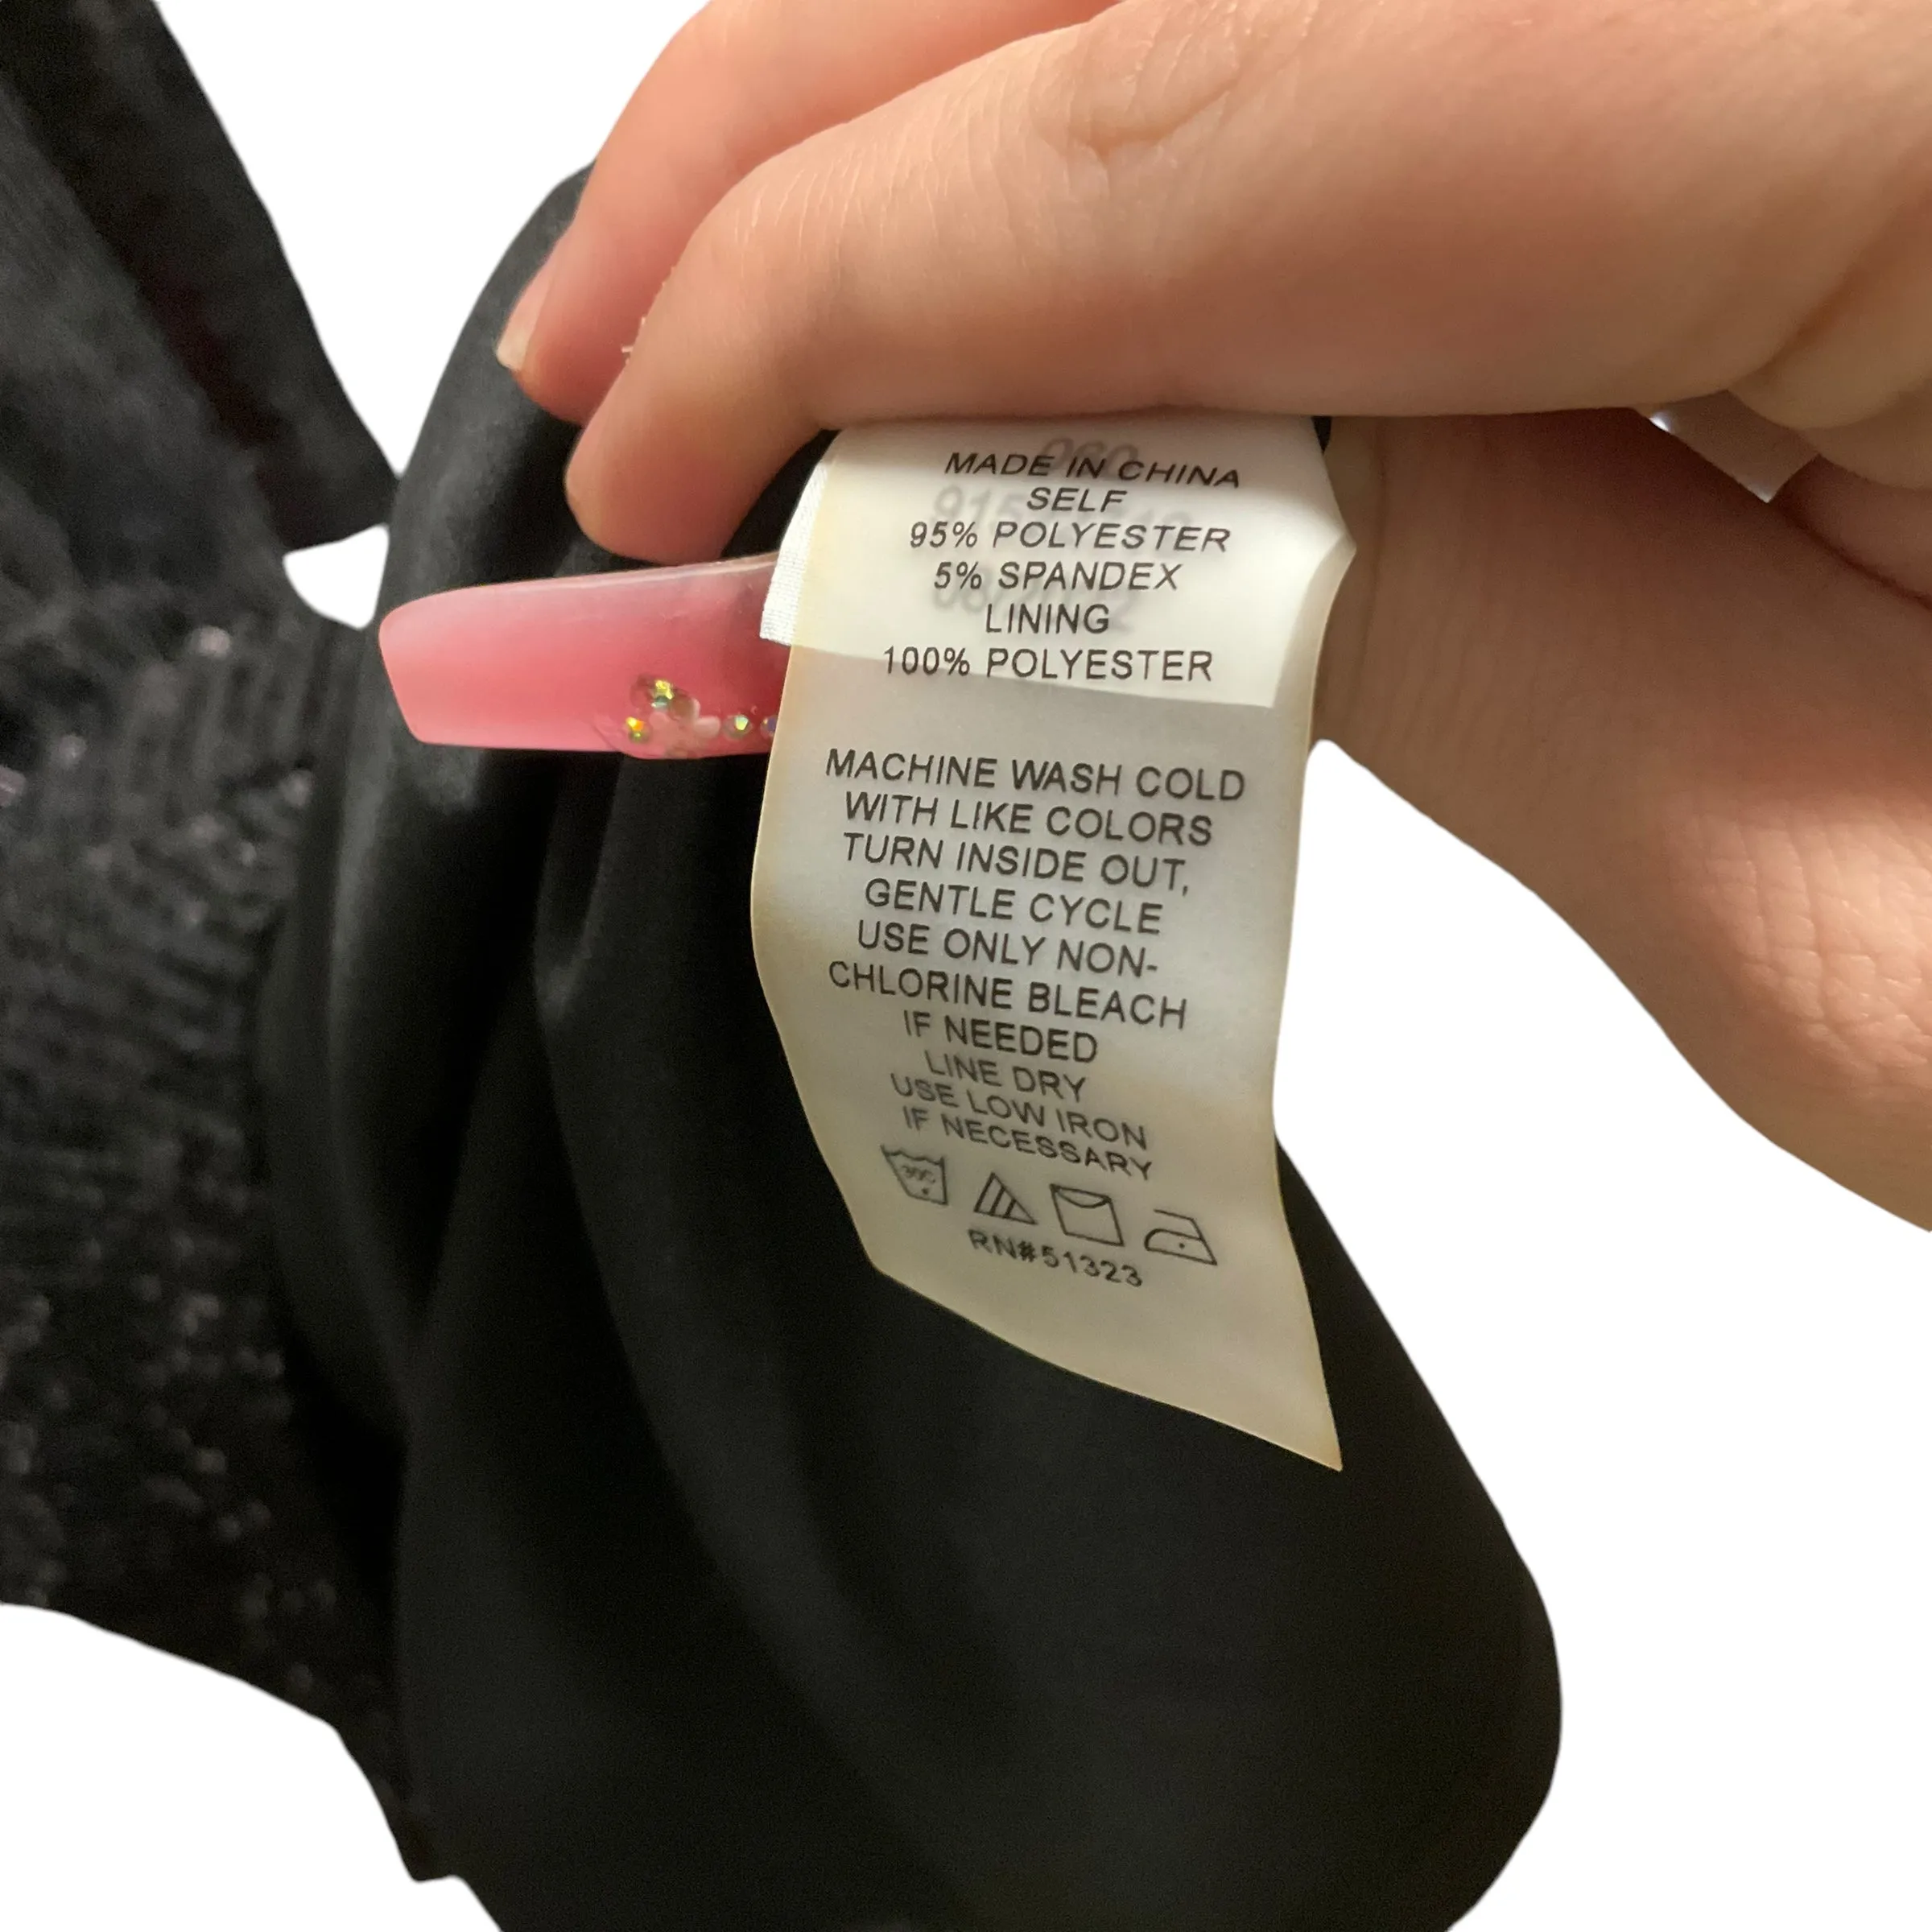 MADE IN CHINA
SELF
95% POLYESTER
5% SPANDEX
LINING
100% POLYESTER
MACHINE WASH COLD
WITH LIKE COLORS
TURN INSIDE OUT,
GENTLE CYCLE
USE ONLY NON-
CHLORINE BLEACH
IF NEEDED
LINE DRY
USE LOW IRON
IF NECESSARY
30C
RN#51323